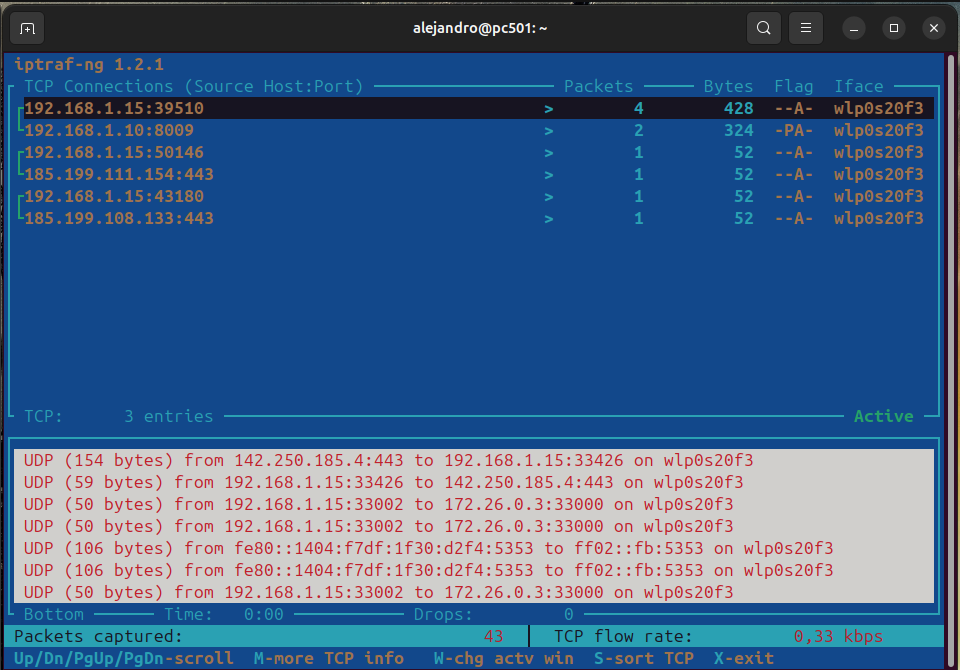 alejandro@pc501: ~
iptraf-ng 1.2.1
TCP Connections (Source Host:Port) Packets Bytes Flag Iface
192.168.1.15:39510 > 4 428 --A- wlp0s20f3
192.168.1.10:8009 > 2 324 -PA- wlp0s20f3
192.168.1.15:50146 > 1 52 --A- wlp0s20f3
185.199.111.154:443 > 1 52 --A- wlp0s20f3
192.168.1.15:43180 > 1 52 --A- wlp0s20f3
185.199.108.133:443 > 1 52 --A- wlp0s20f3
TCP: 3 entries Active
UDP (154 bytes) from 142.250.185.4:443 to 192.168.1.15:33426 on wlp0s20f3
UDP (59 bytes) from 192.168.1.15:33426 to 142.250.185.4:443 on wlp0s20f3
UDP (50 bytes) from 192.168.1.15:33002 to 172.26.0.3:33000 on wlp0s20f3
UDP (50 bytes) from 192.168.1.15:33002 to 172.26.0.3:33000 on wlp0s20f3
UDP (106 bytes) from fe80::1404:f7df:1f30:d2f4:5353 to ff02::fb:5353 on wlp0s20f3
UDP (106 bytes) from fe80::1404:f7df:1f30:d2f4:5353 to ff02::fb:5353 on wlp0s20f3
UDP (50 bytes) from 192.168.1.15:33002 to 172.26.0.3:33000 on wlp0s20f3
Bottom Time: 0:00 Drops: 0
Packets captured: 43 TCP flow rate: 0,33 kbps
Up/Dn/PgUp/PgDn-scroll M-more TCP info W-chg actv win S-sort TCP X-exit